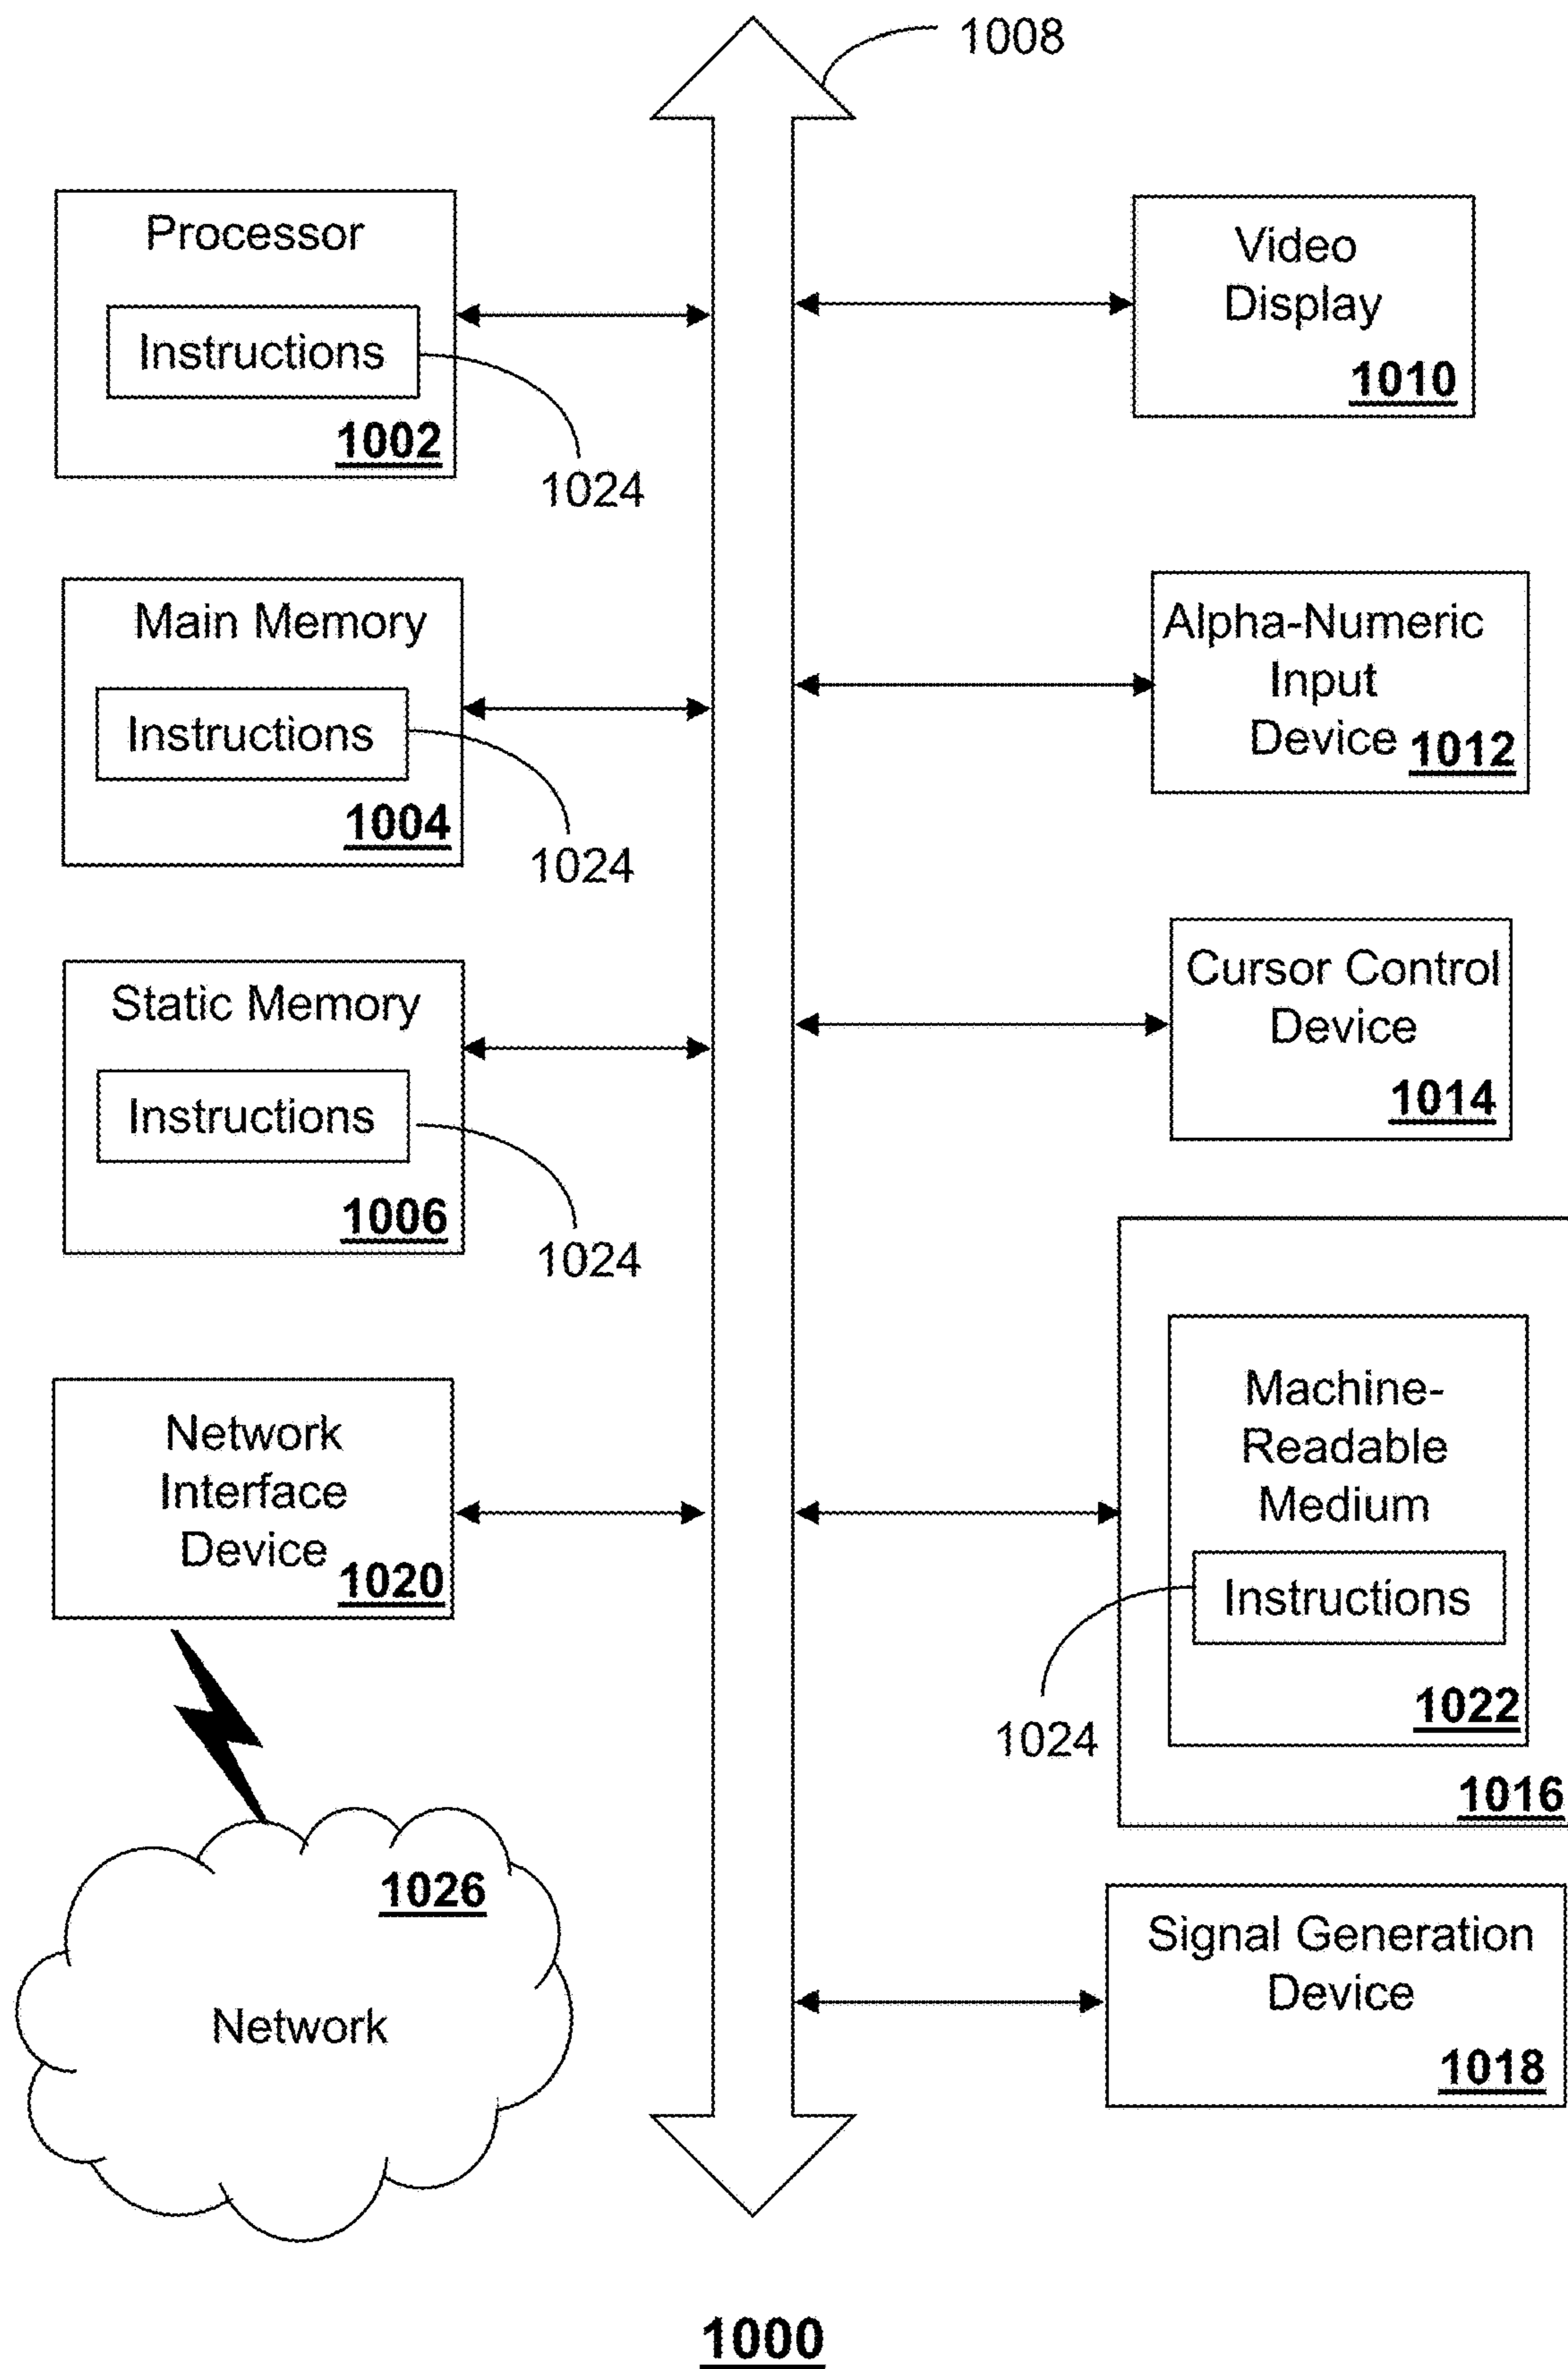 1008
Processor
Instructions
1002
1024
Main Memory
Instructions
1004
1024
Static Memory
Instructions
1006
1024
Network
Interface
Device
1020
1026
Network
Video
Display
1010
Alpha-Numeric
Input
Device 1012
Cursor Control
Device
1014
Machine-
Readable
Medium
Instructions
1022
1024
1016
Signal Generation
Device
1018
1000